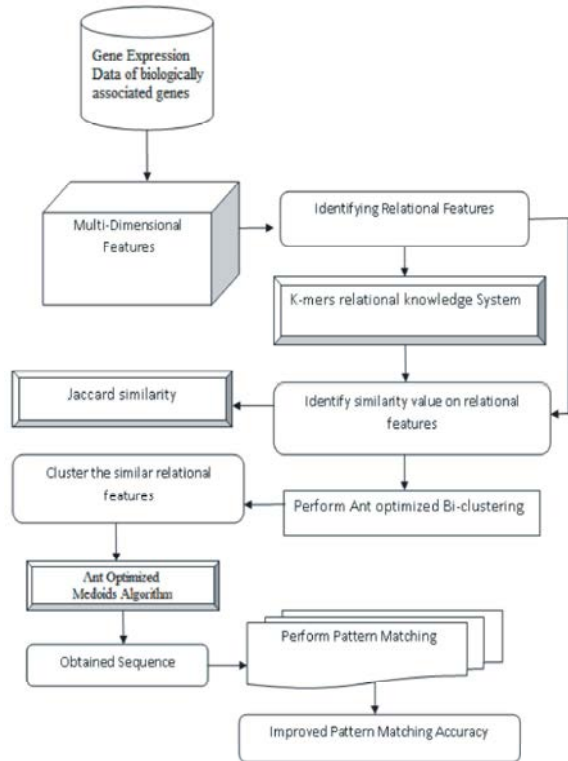 Gene Expression
Data of biologically
associated genes
Multi-Dimensional
Features
Identifying Relational Features
K-mers relational knowledge System
Jaccard similarity
Identify similarity value on relational
features
Cluster the similar relational
features
Perform Ant optimized Bi-clustering
Ant Optimized
Medoids Algorithm
Obtained Sequence
Perform Pattern Matching
Improved Pattern Matching Accuracy